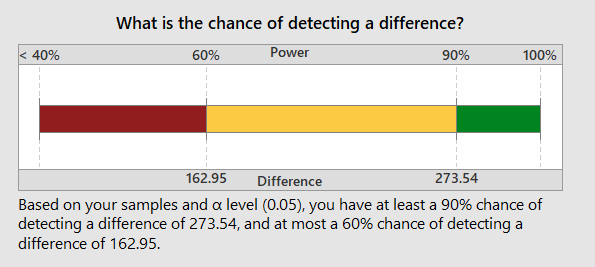 What is the chance of detecting a difference?
< 40% 60% Power 90% 100%
162.95 Difference 273.54
Based on your samples and α level (0.05), you have at least a 90% chance of
detecting a difference of 273.54, and at most a 60% chance of detecting a
difference of 162.95.